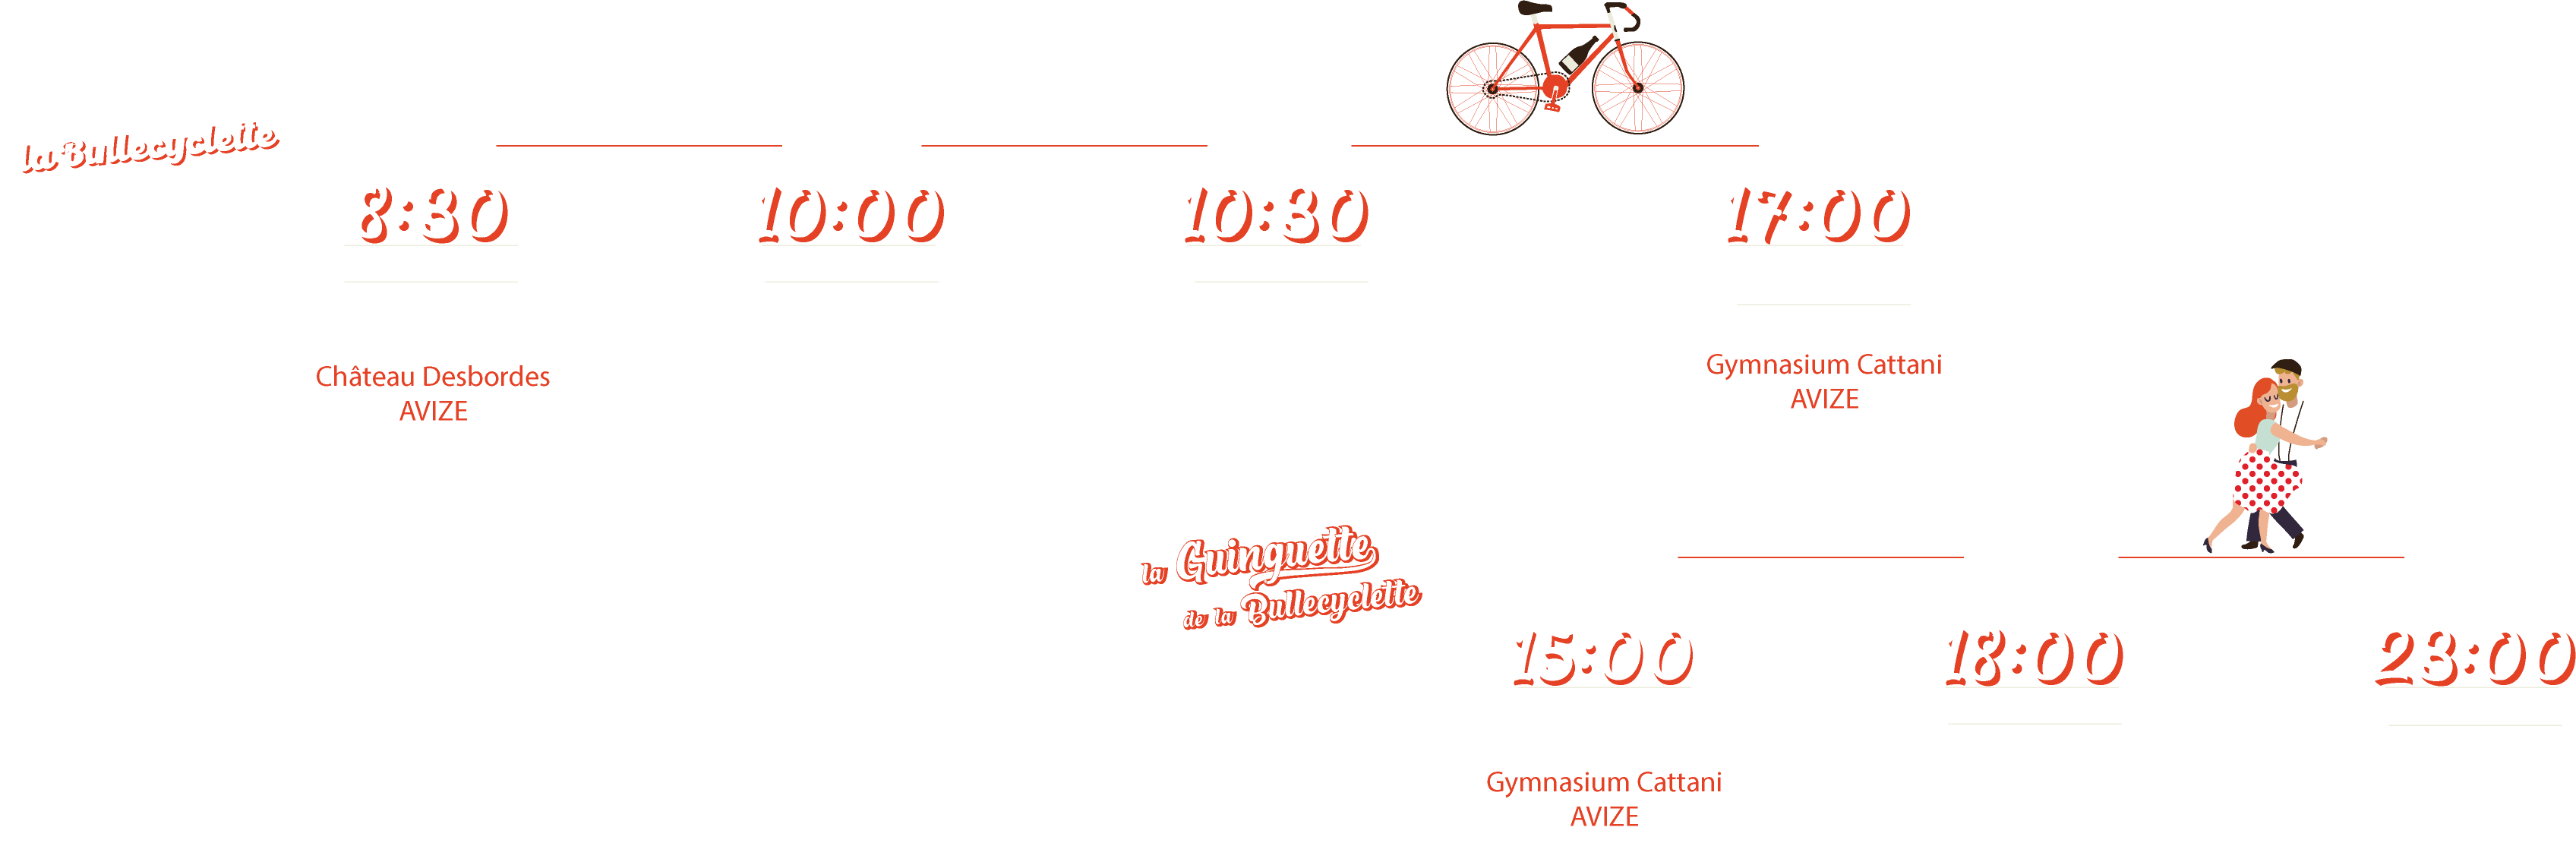 la Bullecyclette
8:30
10:00
10:30
17:00
Château Desbordes
AVIZE
Gymnasium Cattani
AVIZE
la Guinguette
de la Bullecyclette
15:00
18:00
23:00
Gymnasium Cattani
AVIZE